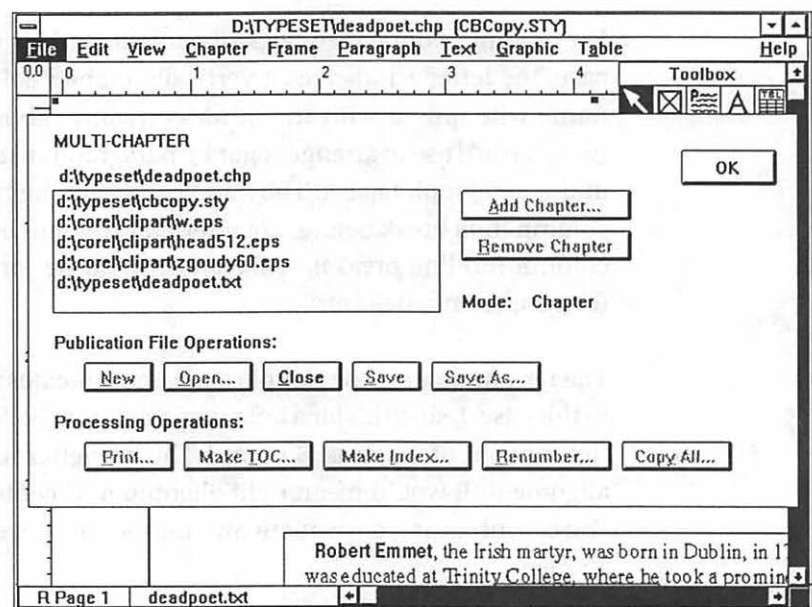 D:\TYPESET\deadpoet.chp (CBCopy.STY)
File Edit View Chapter Frame Paragraph Text Graphic Table Help
0,0 0 1 2 3 4 Toolbox
MULTI-CHAPTER
OK
d:\typeset\deadpoet.chp
d:\typeset\cbcopy.sty
d:\corel\clipart\w.eps
d:\corel\clipart\head512.eps
d:\corel\clipart\zgoudy60.eps
d:\typeset\deadpoet.txt
Add Chapter...
Remove Chapter
Mode: Chapter
Publication File Operations:
New Open... Close Save Save As...
Processing Operations:
Print... Make TOC... Make Index... Renumber... Copy All...
Robert Emmet, the Irish martyr, was born in Dublin, in 17
was educated at Trinity College, where he took a promin
R Page 1 deadpoet.txt